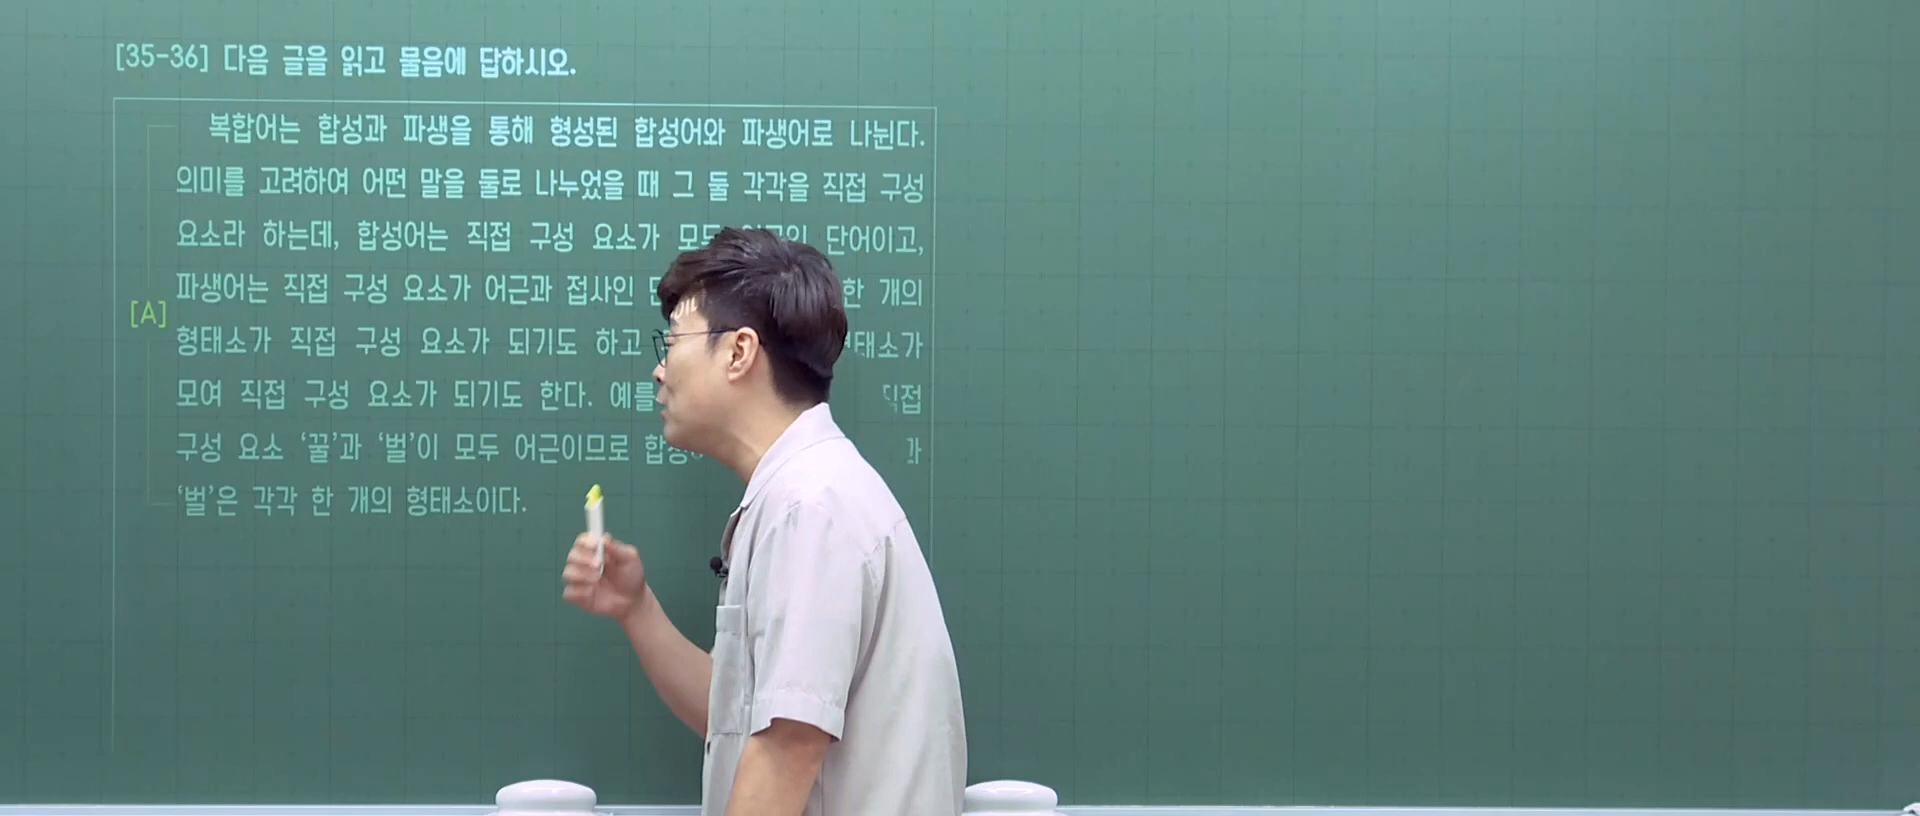 [35-36] 다음 글을 읽고 물음에 답하시오.
복합어는 합성과 파생을 통해 형성된 합성어와 파생어로 나뉜다.
의미를 고려하여 어떤 말을 둘로 나누었을 때 그 둘 각각을 직접 구성
요소라 하는데, 합성어는 직접 구성 요소가 모두 단어이고,
파생어는 직접 구성 요소가 어근과 접사인 한 개의
[A]
형태소가 직접 구성 요소가 되기도 하고 형태소가
모여 직접 구성 요소가 되기도 한다. 예를 직접
구성 요소 ‘꿀’과 ‘벌’이 모두 어근이므로
‘벌’은 각각 한 개의 형태소이다.